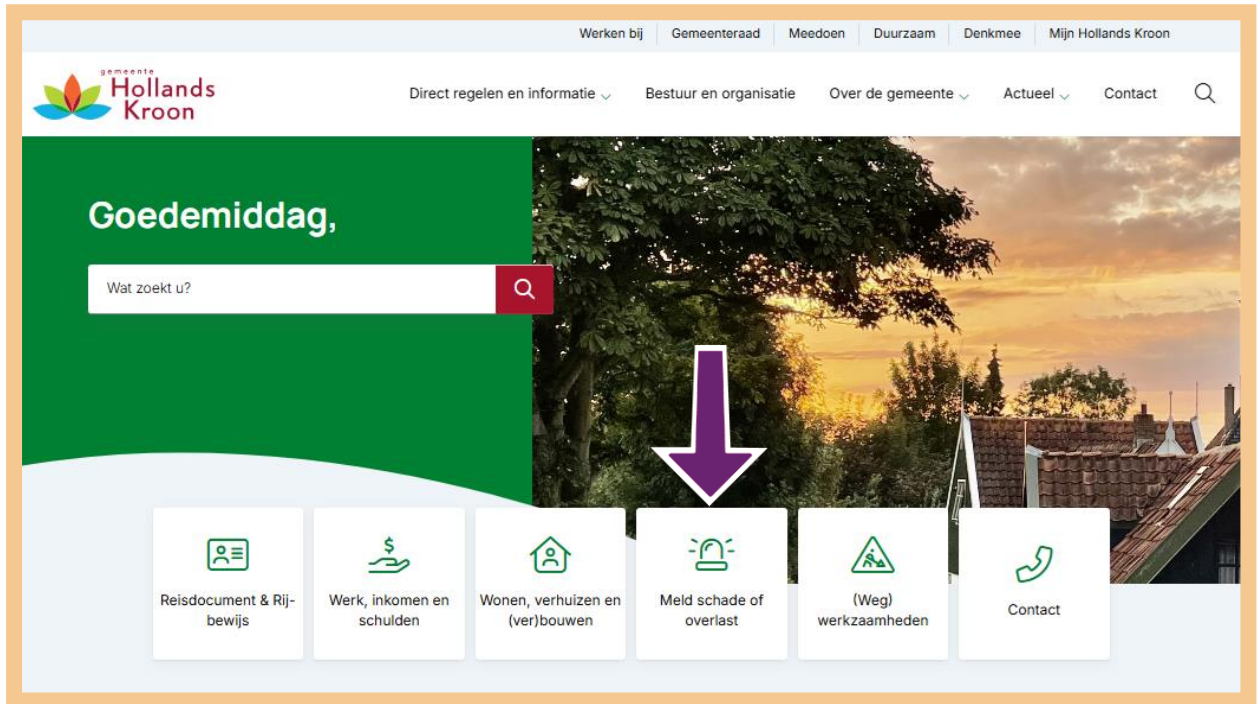 Werken bij
Gemeenteraad
Meedoen
Duurzaam
Denkmee
Mijn Hollands Kroon
gemeente
Hollands
Kroon
Direct regelen en informatie
Bestuur en organisatie
Over de gemeente
Actueel
Contact
Goedemiddag,
Wat zoekt u?
Reisdocument & Rij-
bewijs
Werk, inkomen en
schulden
Wonen, verhuizen en
(ver)bouwen
Meld schade of
overlast
(Weg)
werkzaamheden
Contact